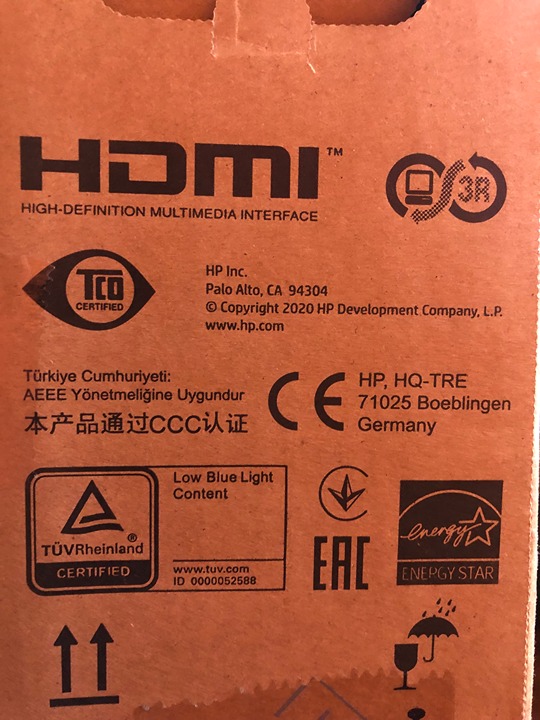 HDMI™
HIGH-DEFINITION MULTIMEDIA INTERFACE
3R
TCO
CERTIFIED
HP Inc.
Palo Alto, CA 94304
© Copyright 2020 HP Development Company, L.P.
www.hp.com
Türkiye Cumhuriyeti:
AEEE Yönetmeliğine Uygundur
本产品通过CCC认证
CE
HP, HQ-TRE
71025 Boeblingen
Germany
TÜVRheinland®
CERTIFIED
Low Blue Light
Content
www.tuv.com
ID 0000052588
EAC
energy
ENERGY STAR